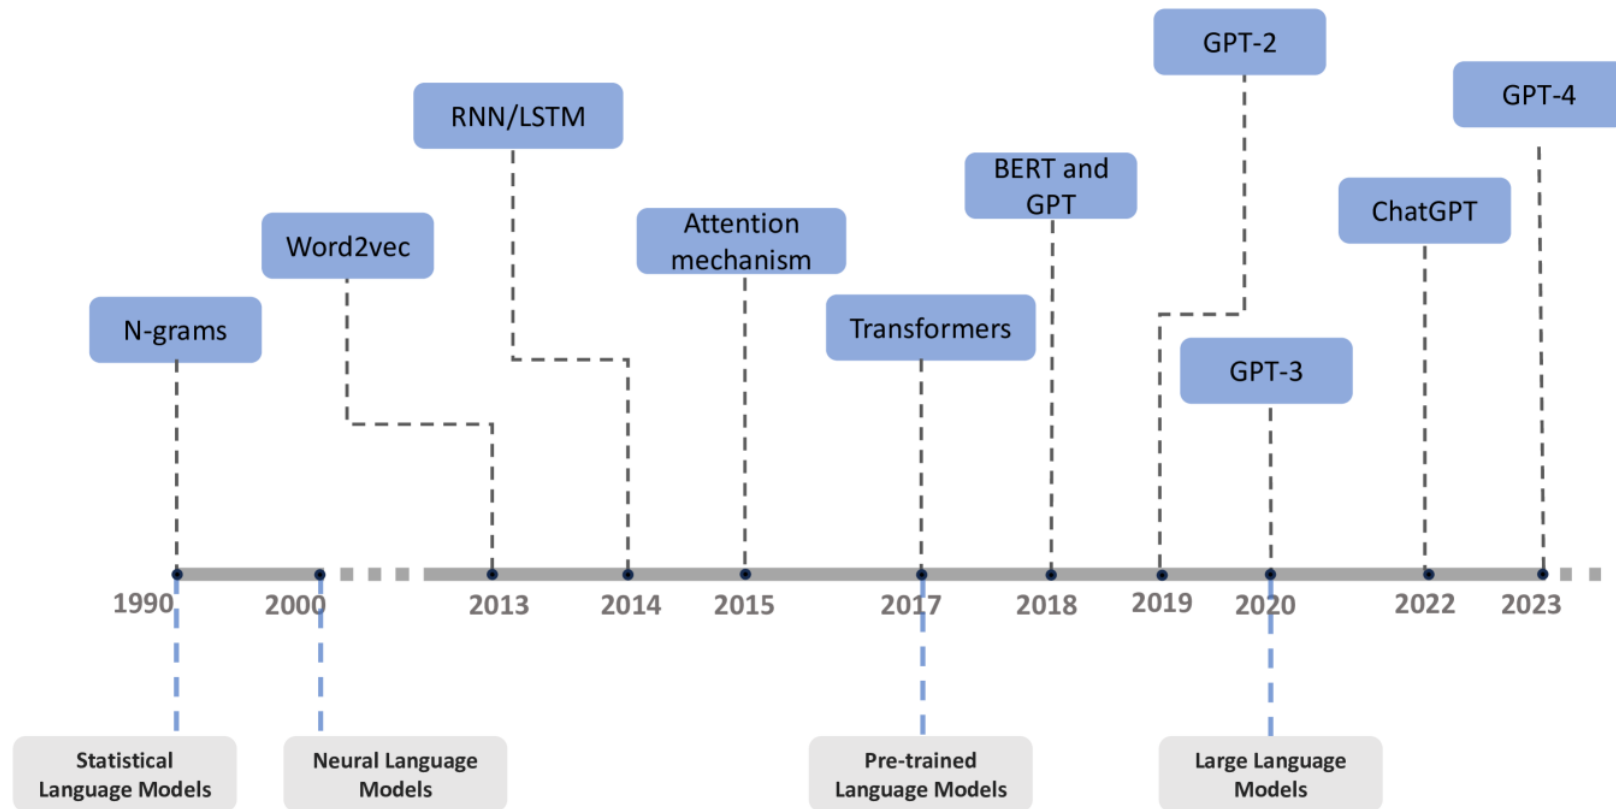 GPT-2
GPT-4
RNN/LSTM
BERT and
GPT
ChatGPT
Attention
mechanism
Word2vec
N-grams
Transformers
GPT-3
1990
2000
2013
2014
2015
2017
2018
2019
2020
2022
2023
Statistical
Language Models
Neural Language
Models
Pre-trained
Language Models
Large Language
Models